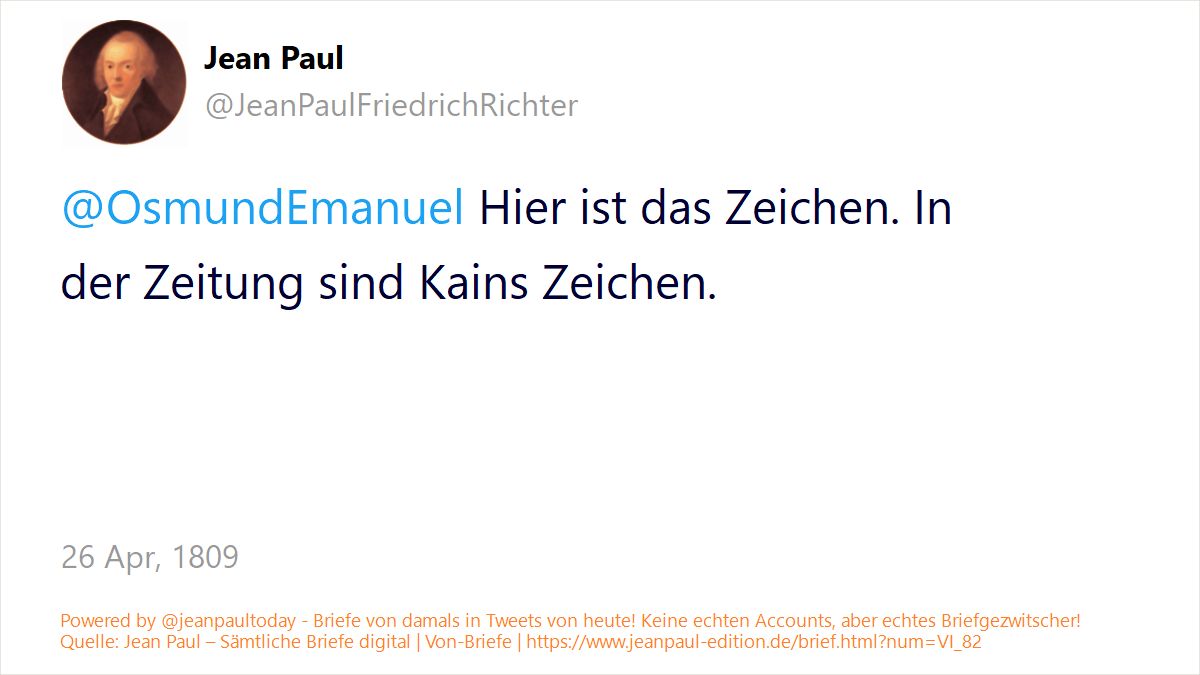 Jean Paul
@JeanPaulFriedrichRichter
@OsmundEmanuel Hier ist das Zeichen. In
der Zeitung sind Kains Zeichen.
26 Apr, 1809
Powered by @jeanpaultoday - Briefe von damals in Tweets von heute! Keine echten Accounts, aber echtes Briefgezwitscher!
Quelle: Jean Paul – Sämtliche Briefe digital | Von-Briefe | https://www.jeanpaul-edition.de/brief.html?num=VI_82